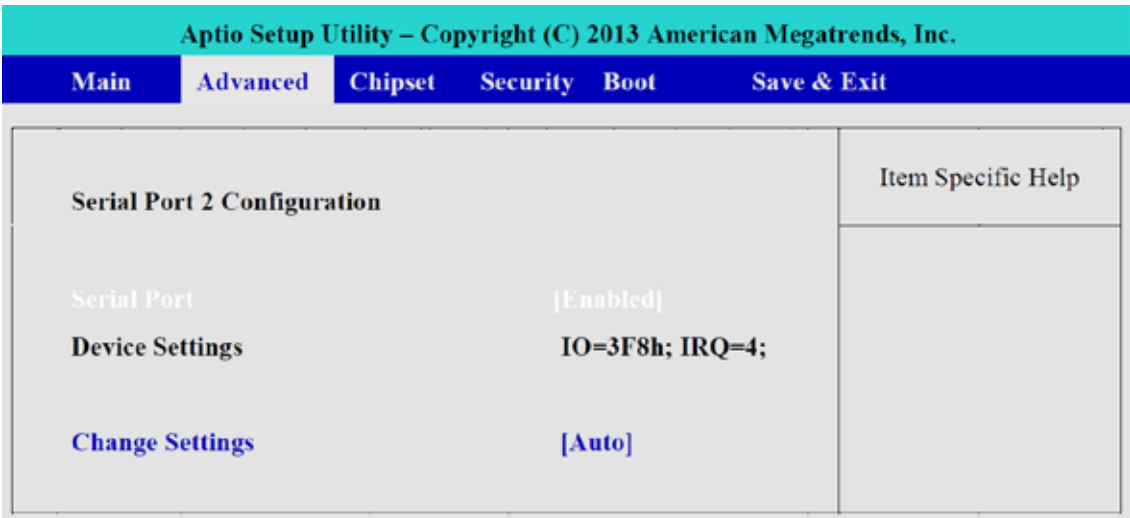 Aptio Setup Utility – Copyright (C) 2013 American Megatrends, Inc.
Main Advanced Chipset Security Boot Save & Exit
Serial Port 2 Configuration
Item Specific Help
Serial Port [Enabled]
Device Settings IO=3F8h; IRQ=4;
Change Settings [Auto]